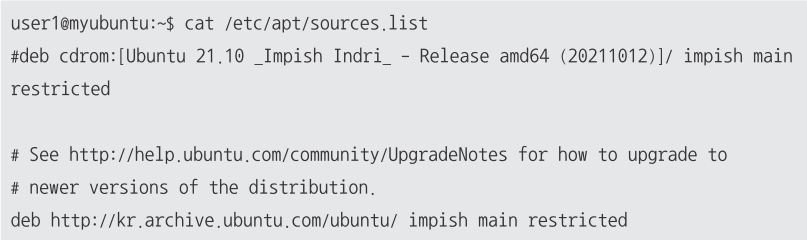 user1@myubuntu:~$ cat /etc/apt/sources.list
#deb cdrom:[Ubuntu 21.10 _Impish Indri_ – Release amd64 (20211012)]/ impish main
restricted

# See http://help.ubuntu.com/community/UpgradeNotes for how to upgrade to
# newer versions of the distribution.
deb http://kr.archive.ubuntu.com/ubuntu/ impish main restricted